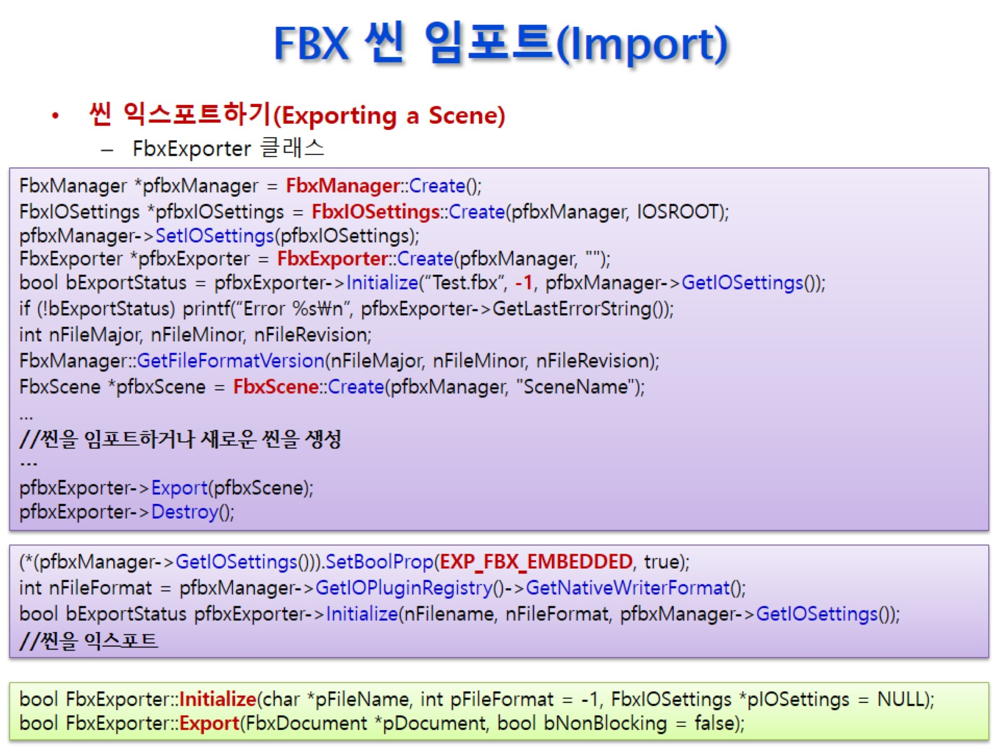 FBX 씬 임포트(Import)
• 씬 익스포트하기(Exporting a Scene)
– FbxExporter 클래스
FbxManager *pfbxManager = FbxManager::Create();
FbxIOSettings *pfbxIOSettings = FbxIOSettings::Create(pfbxManager, IOSROOT);
pfbxManager->SetIOSettings(pfbxIOSettings);
FbxExporter *pfbxExporter = FbxExporter::Create(pfbxManager, "");
bool bExportStatus = pfbxExporter->Initialize(“Test.fbx”, -1, pfbxManager->GetIOSettings());
if (!bExportStatus) printf(“Error %s₩n”, pfbxExporter->GetLastErrorString());
int nFileMajor, nFileMinor, nFileRevision;
FbxManager::GetFileFormatVersion(nFileMajor, nFileMinor, nFileRevision);
FbxScene *pfbxScene = FbxScene::Create(pfbxManager, "SceneName");
...
//씬을 임포트하거나 새로운 씬을 생성
...
pfbxExporter->Export(pfbxScene);
pfbxExporter->Destroy();
(*(pfbxManager->GetIOSettings())).SetBoolProp(EXP_FBX_EMBEDDED, true);
int nFileFormat = pfbxManager->GetIOPluginRegistry()->GetNativeWriterFormat();
bool bExportStatus pfbxExporter->Initialize(nFilename, nFileFormat, pfbxManager->GetIOSettings());
//씬을 익스포트
bool FbxExporter::Initialize(char *pFileName, int pFileFormat = -1, FbxIOSettings *pIOSettings = NULL);
bool FbxExporter::Export(FbxDocument *pDocument, bool bNonBlocking = false);